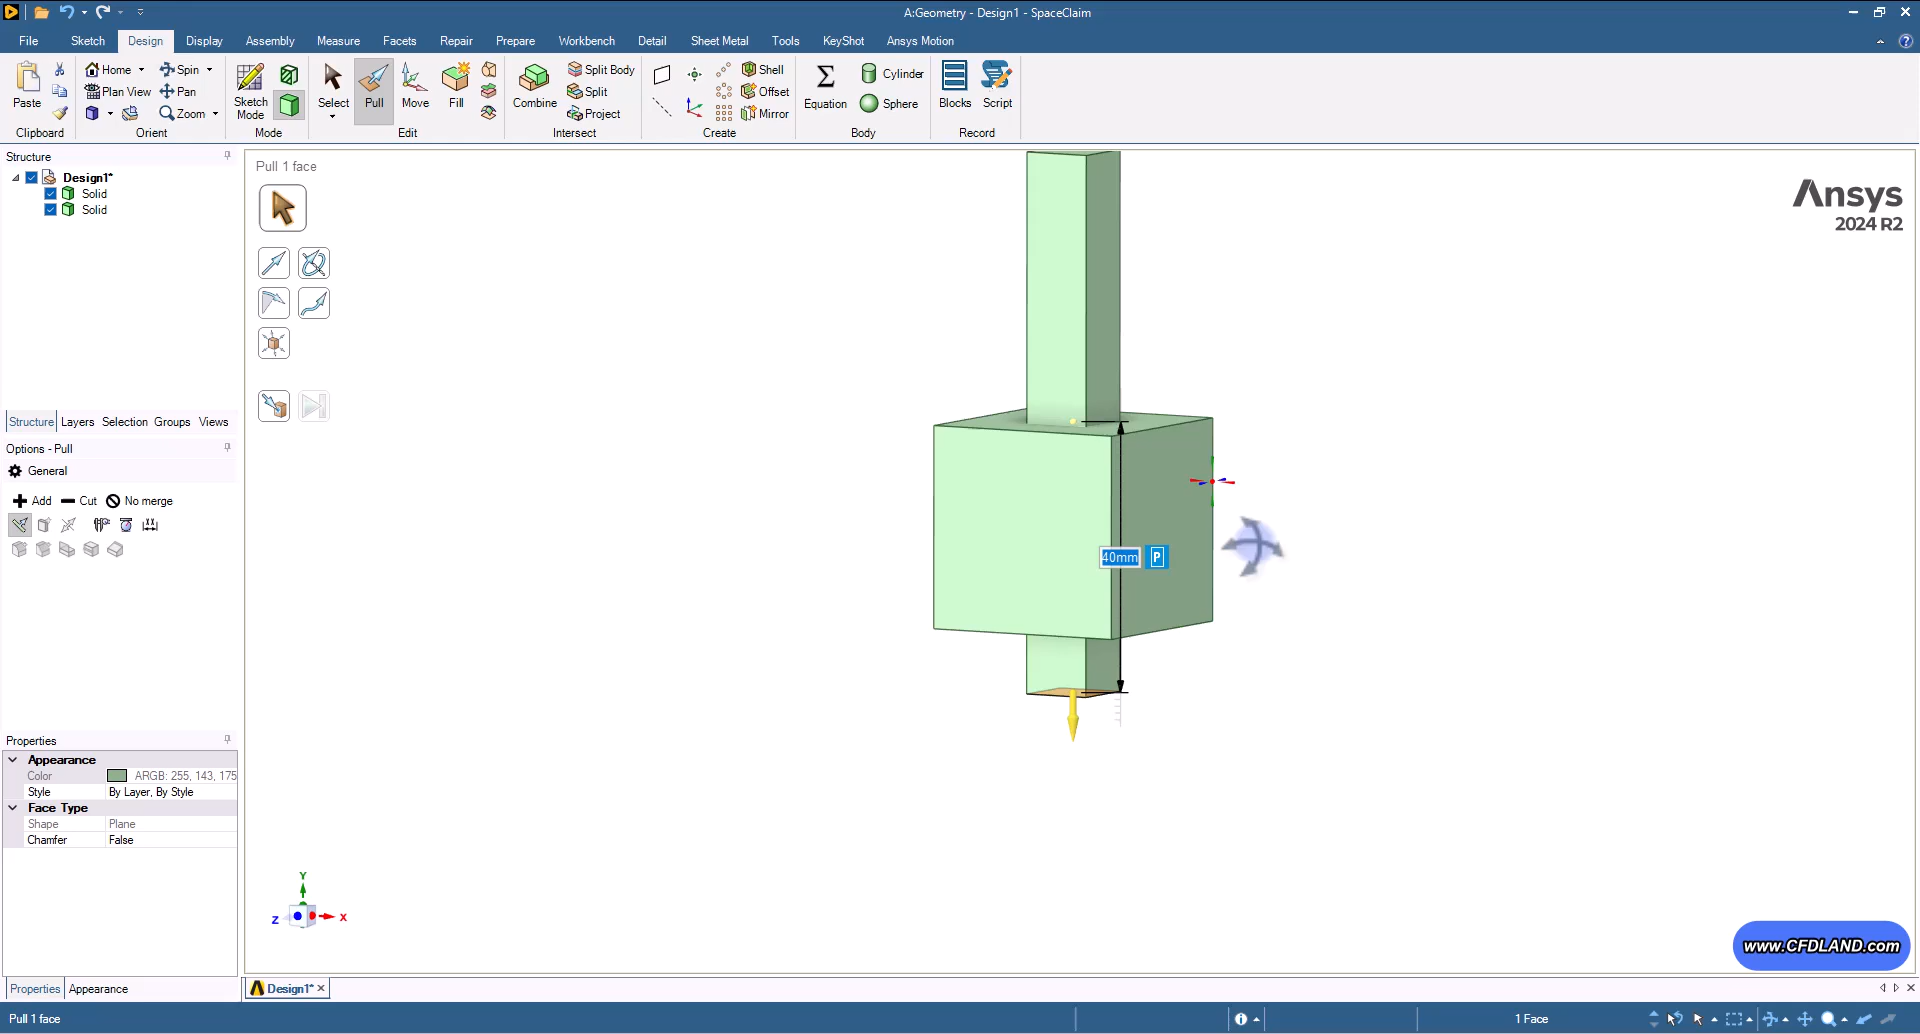 A:Geometry - Design1 - SpaceClaim
File Sketch Design Display Assembly Measure Facets Repair Prepare Workbench Detail Sheet Metal Tools KeyShot Ansys Motion
Paste
Clipboard
Home Spin
Plan View Pan
Zoom
Orient
Sketch
Mode
Mode
Select Pull Move Fill
Edit
Combine
Split Body
Split
Project
Intersect
Shell
Offset
Mirror
Create
Equation
Cylinder
Sphere
Body
Blocks Script
Record
Structure
Design1*
Solid
Solid
Structure Layers Selection Groups Views
Options - Pull
General
Add Cut No merge
Properties
Appearance
Color ARGB: 255, 143, 175
Style By Layer, By Style
Face Type
Shape Plane
Chamfer False
Properties Appearance
Pull 1 face
Ansys
2024 R2
40mm P
Y
Z X
www.CFDLAND.com
Design1*
Pull 1 face
1 Face